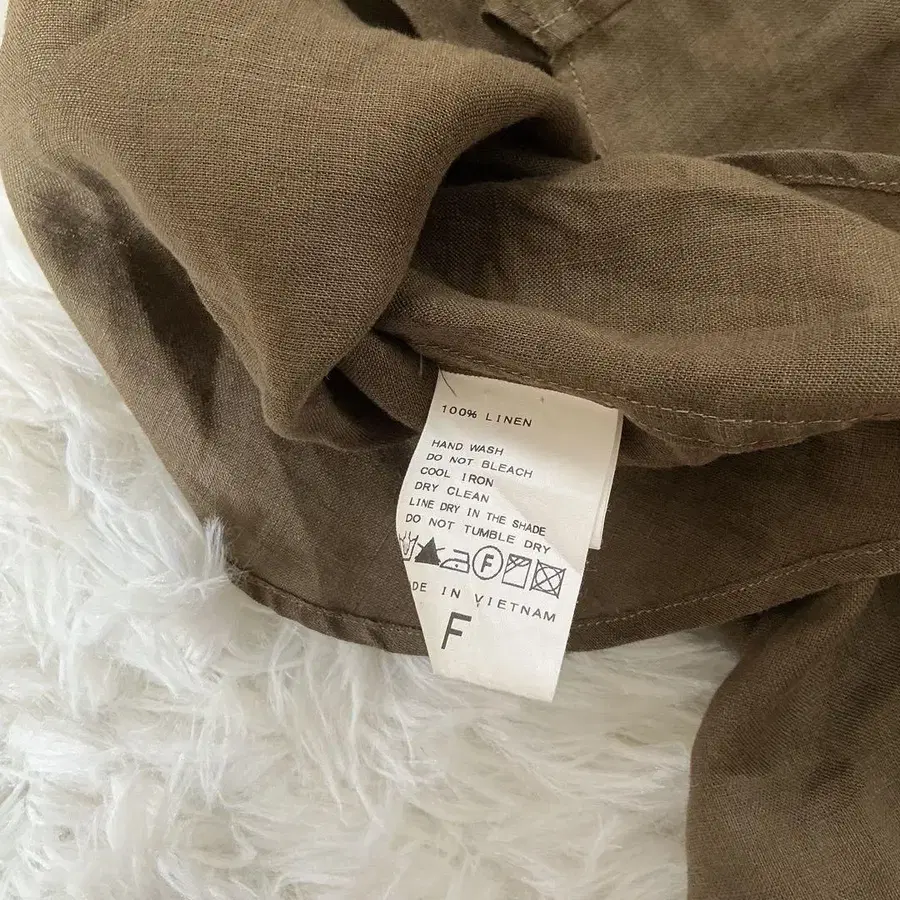 100% LINEN
HAND WASH
DO NOT BLEACH
COOL IRON
DRY CLEAN
LINE DRY IN THE SHADE
DO NOT TUMBLE DRY
F
DE IN VIETNAM
F